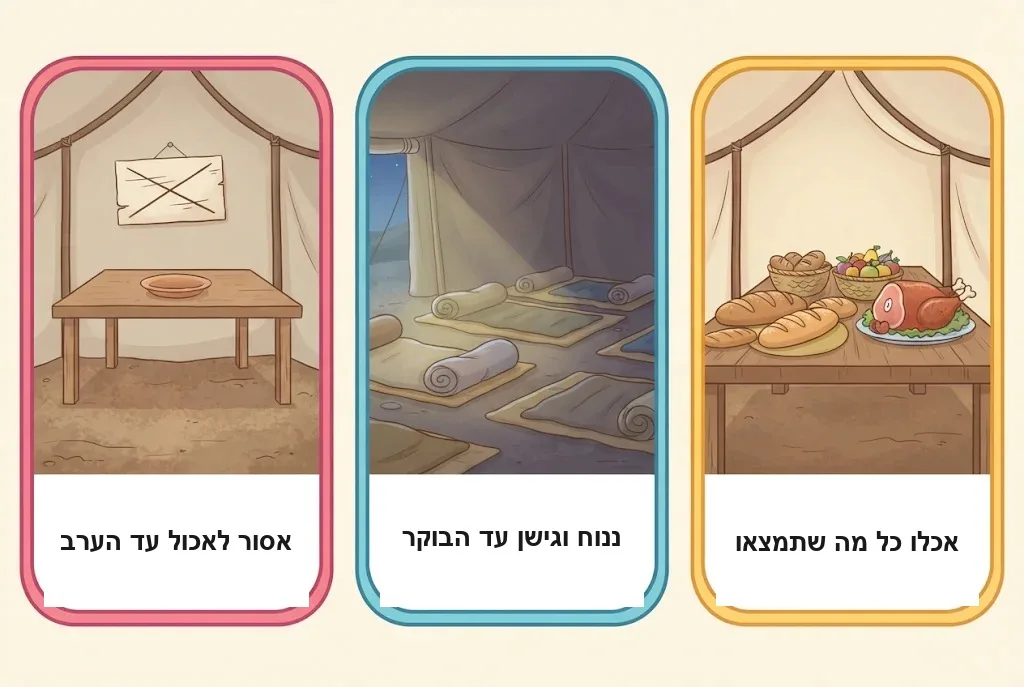 אכלו כל מה שתמצאו
ננוח וגישן עד הבוקר
אסור לאכול עד הערב